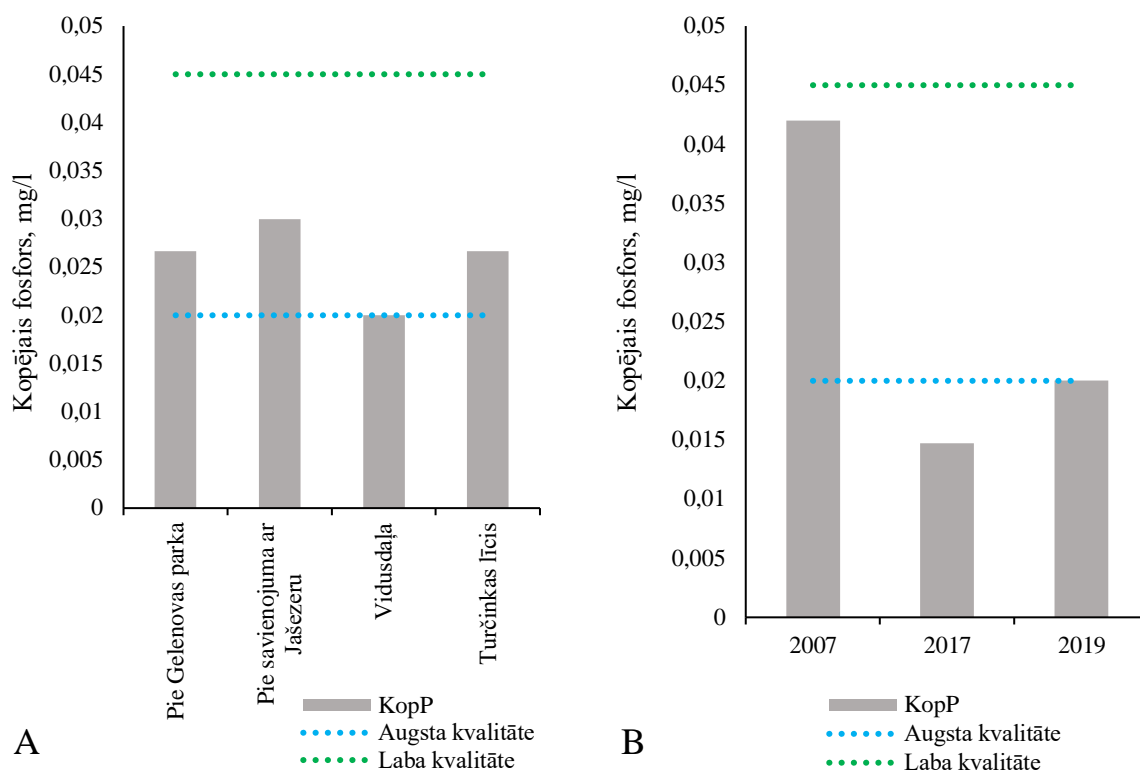 Kopējais fosfors, mg/l
0,05
0,045
0,04
0,035
0,03
0,025
0,02
0,015
0,01
0,005
0
Pie Gelenovas parka
Pie savienojuma ar
Jašezeru
Vidusdaļa
Turčinkas līcis
KopP
Augsta kvalitāte
Laba kvalitāte
A
Kopējais fosfors, mg/l
0,05
0,045
0,04
0,035
0,03
0,025
0,02
0,015
0,01
0,005
0
2007
2017
2019
KopP
Augsta kvalitāte
Laba kvalitāte
B